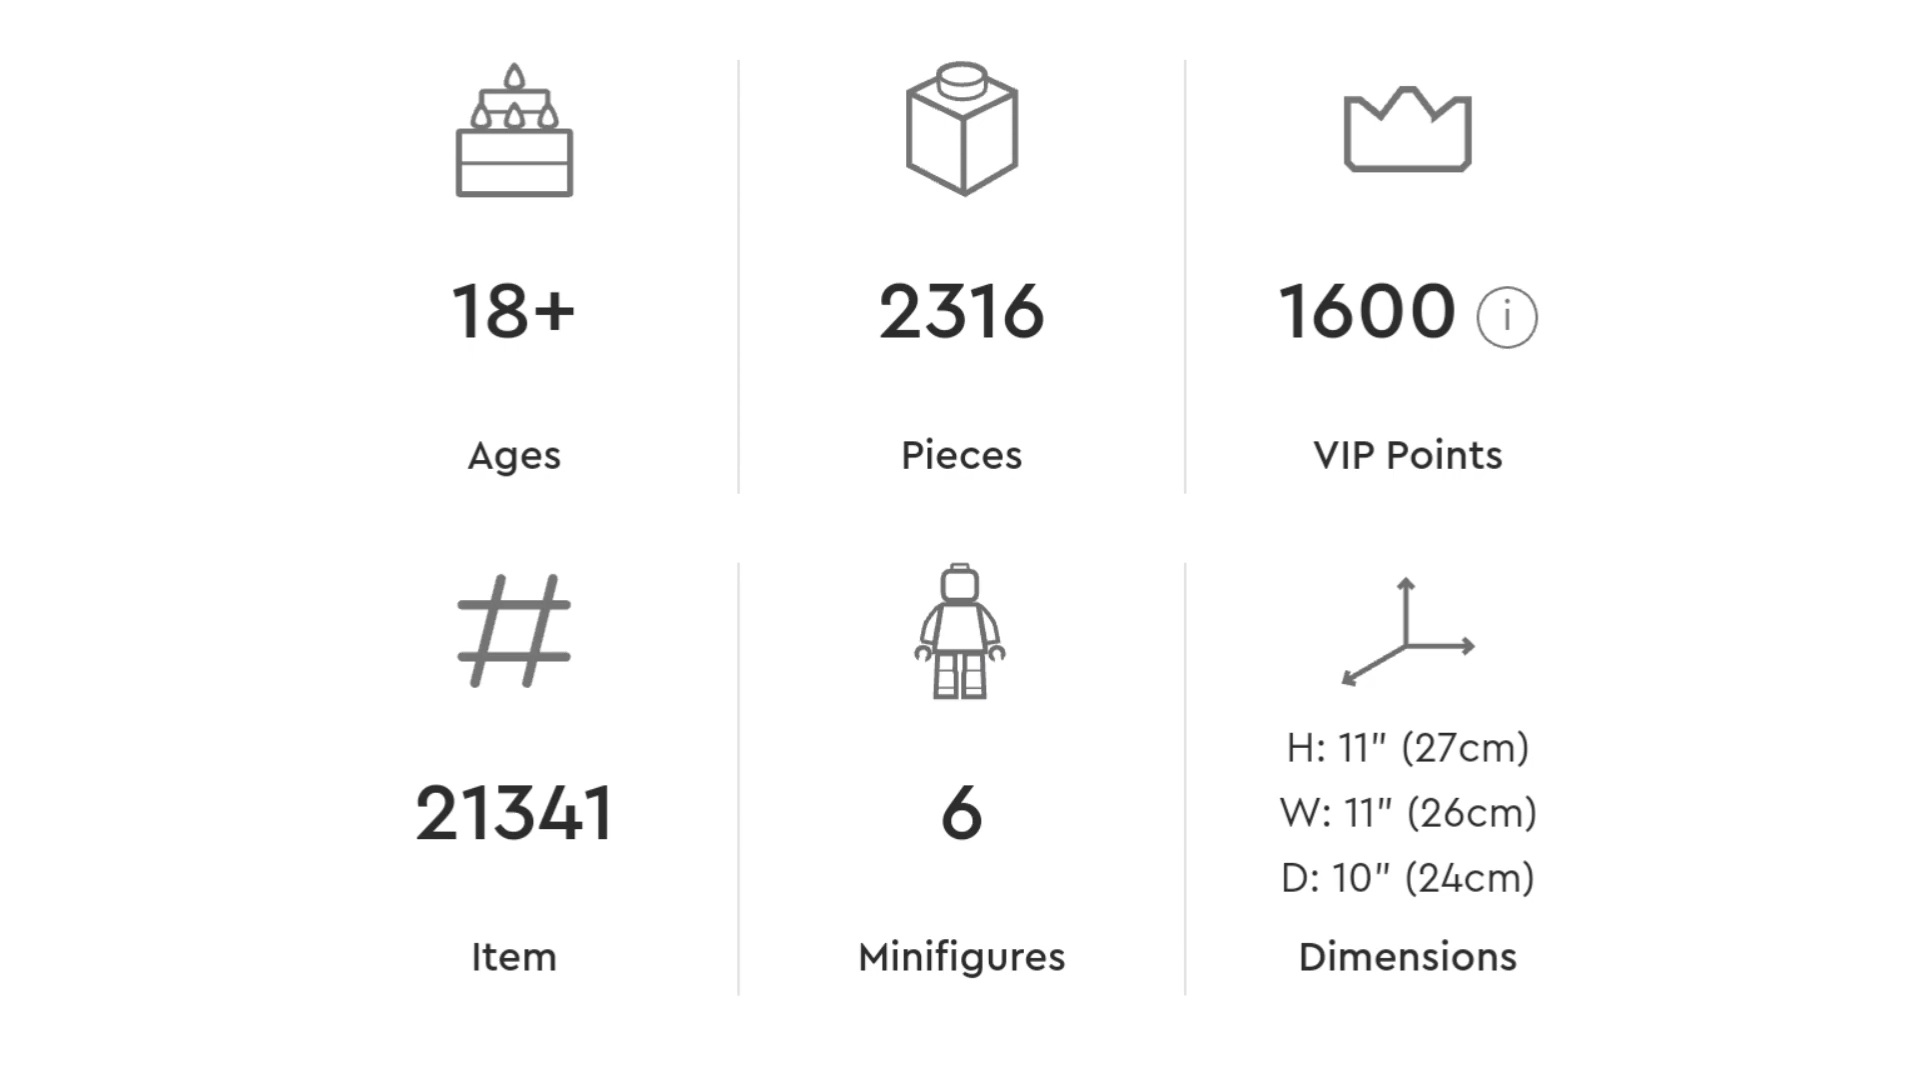 18+
Ages
2316
Pieces
1600 i
VIP Points
21341
Item
6
Minifigures
H: 11″ (27cm)
W: 11″ (26cm)
D: 10″ (24cm)
Dimensions